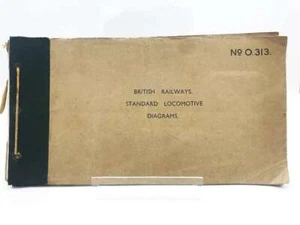 Nº O.313.
BRITISH RAILWAYS.
STANDARD LOCOMOTIVE
DIAGRAMS.